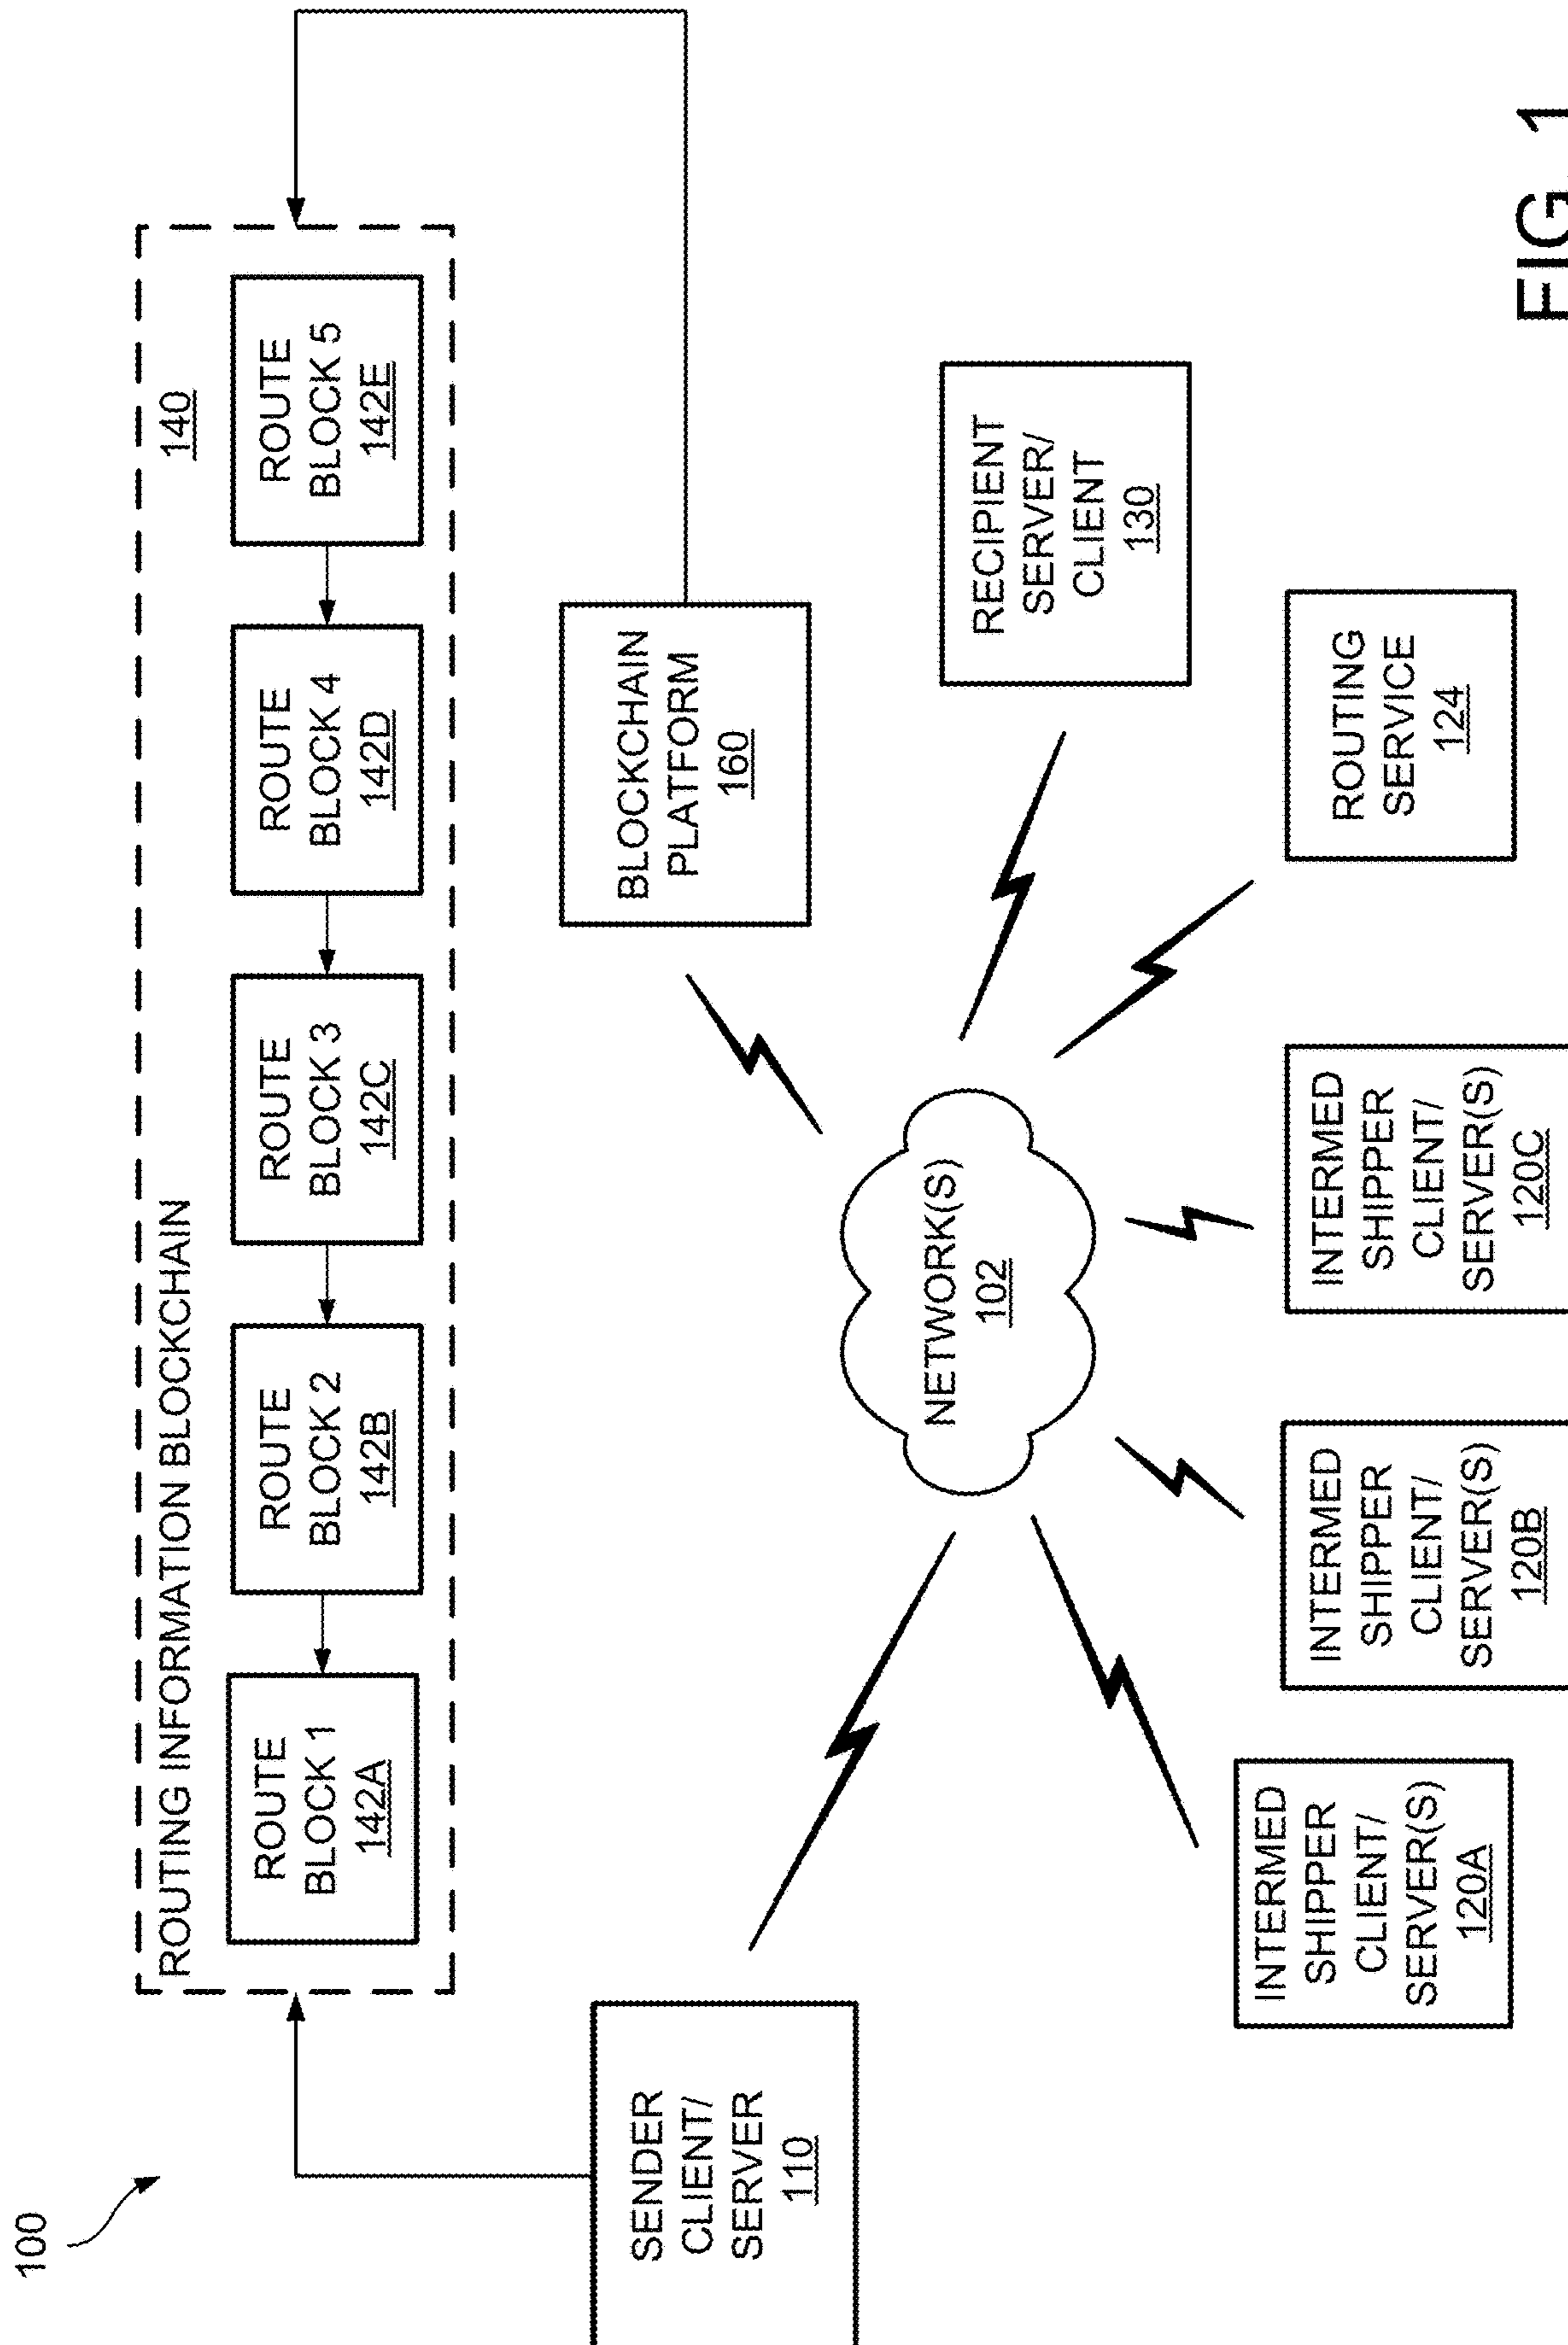 100
ROUTING INFORMATION BLOCKCHAIN
140
ROUTE
BLOCK 1
142A
ROUTE
BLOCK 2
142B
ROUTE
BLOCK 3
142C
ROUTE
BLOCK 4
142D
ROUTE
BLOCK 5
142E
SENDER
CLIENT/
SERVER
110
BLOCKCHAIN
PLATFORM
160
NETWORK(S)
102
RECIPIENT
SERVER/
CLIENT
130
INTERMED
SHIPPER
CLIENT/
SERVER(S)
120A
INTERMED
SHIPPER
CLIENT/
SERVER(S)
120B
INTERMED
SHIPPER
CLIENT/
SERVER(S)
120C
ROUTING
SERVICE
124
FIG. 1